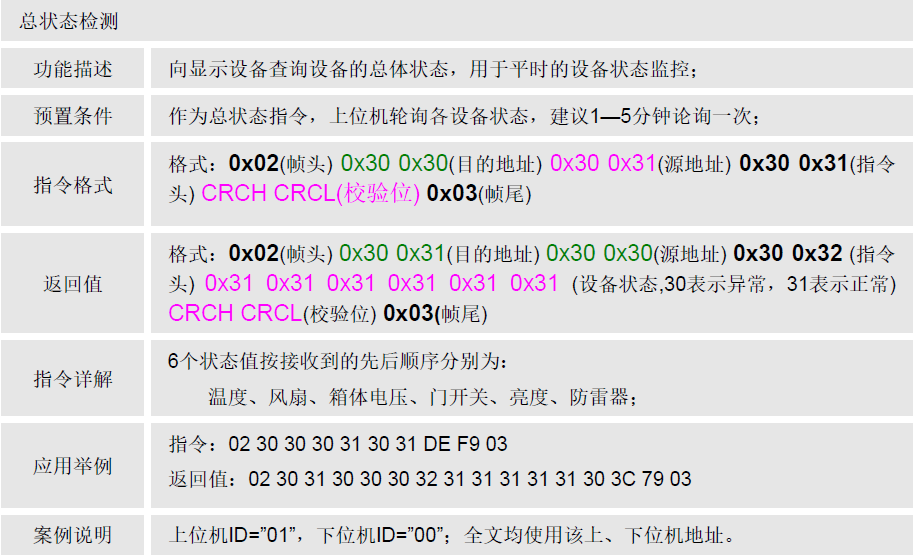 总状态检测
功能描述 向显示设备查询设备的总体状态，用于平时的设备状态监控；
预置条件 作为总状态指令，上位机轮询各设备状态，建议1—5分钟论询一次；
指令格式 格式：0x02(帧头) 0x30 0x30(目的地址) 0x30 0x31(源地址) 0x30 0x31(指令
头) CRCH CRCL(校验位) 0x03(帧尾)
返回值 格式：0x02(帧头) 0x30 0x31(目的地址) 0x30 0x30(源地址) 0x30 0x32 (指令
头) 0x31 0x31 0x31 0x31 0x31 0x31 (设备状态,30表示异常，31表示正常)
CRCH CRCL(校验位) 0x03(帧尾)
指令详解 6个状态值按接收到的先后顺序分别为：
温度、风扇、箱体电压、门开关、亮度、防雷器；
应用举例 指令：02 30 30 30 31 30 31 DE F9 03
返回值：02 30 31 30 30 30 32 31 31 31 31 31 30 3C 79 03
案例说明 上位机ID=”01”，下位机ID=”00”；全文均使用该上、下位机地址。